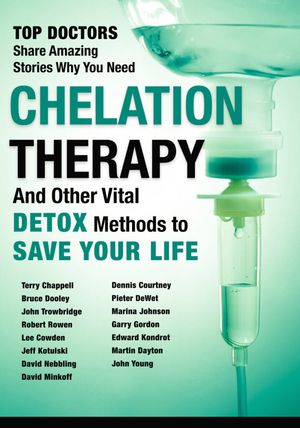 TOP DOCTORS
Share Amazing
Stories Why You Need
CHELATION
THERAPY
And Other Vital
DETOX Methods to
SAVE YOUR LIFE
Terry Chappell
Bruce Dooley
John Trowbridge
Robert Rowen
Lee Cowden
Jeff Kotulski
David Nebbling
David Minkoff
Dennis Courtney
Pieter DeWet
Marina Johnson
Garry Gordon
Edward Kondrot
Martin Dayton
John Young